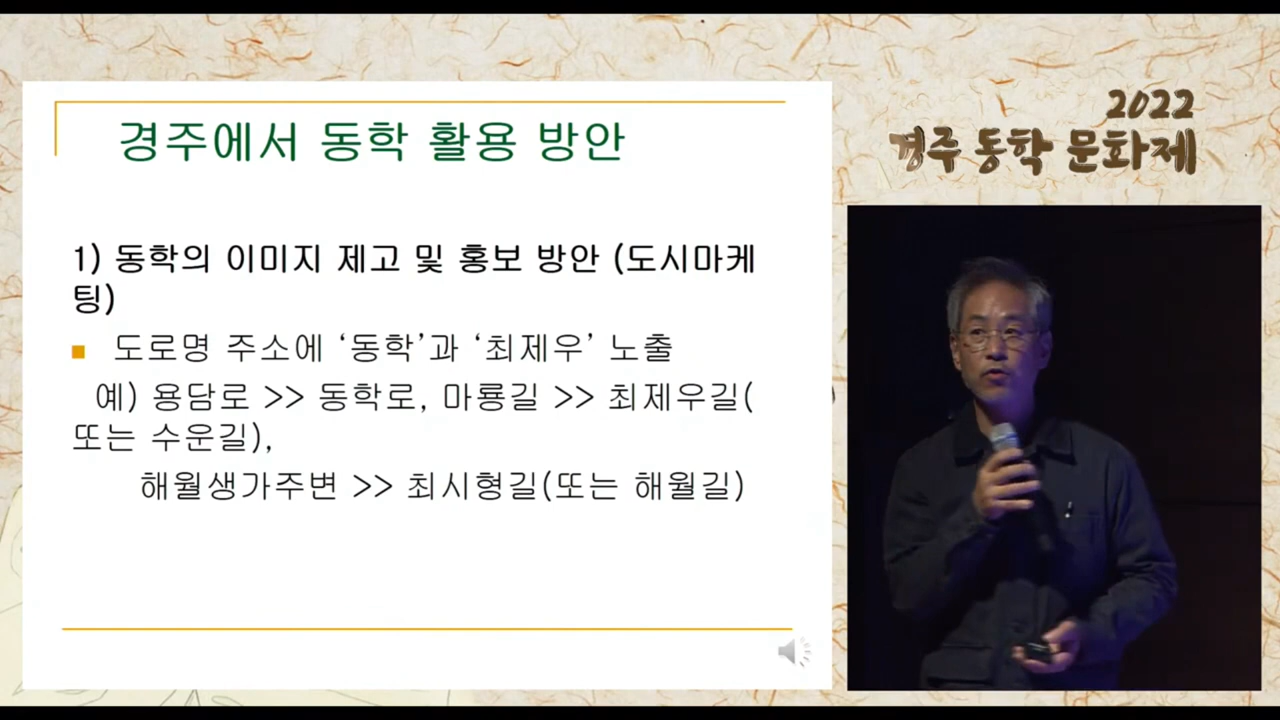 경주에서 동학 활용 방안
1) 동학의 이미지 제고 및 홍보 방안 (도시마케
팅)
■ 도로명 주소에 ‘동학’과 ‘최제우’ 노출
예) 용담로 >> 동학로, 마룡길 >> 최제우길(
또는 수운길),
해월생가주변 >> 최시형길(또는 해월길)
2022
경주 동학 문화제